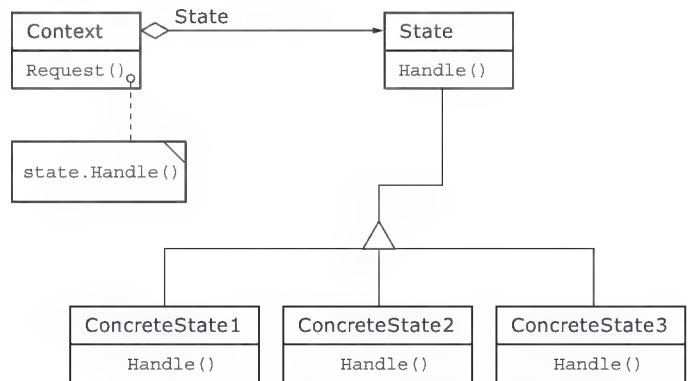 Context
State
State
Request()
Handle()
state.Handle()
ConcreteState1
ConcreteState2
ConcreteState3
Handle()
Handle()
Handle()